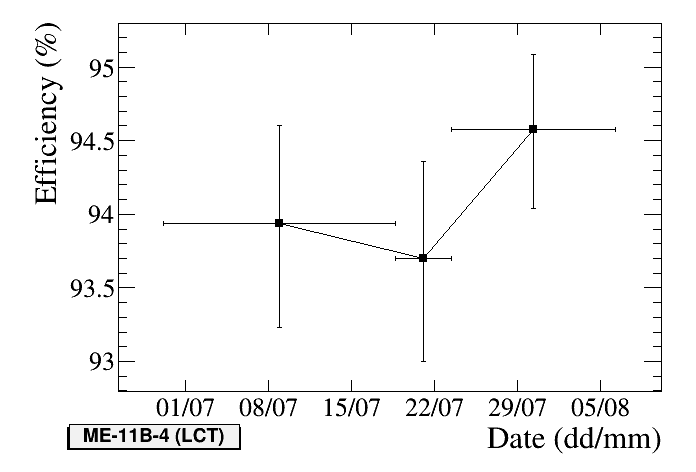 Efficiency (%)
95
94.5
94
93.5
93
01/07 08/07 15/07 22/07 29/07 05/08
ME-11B-4 (LCT)
Date (dd/mm)